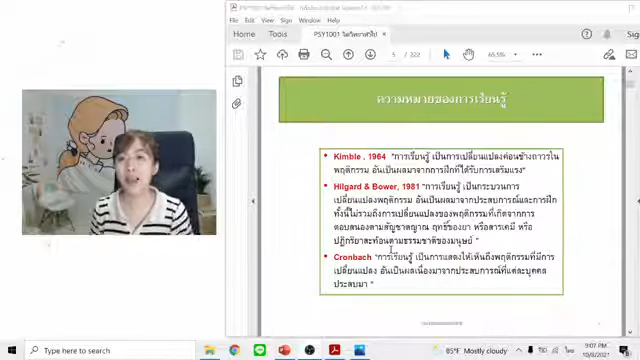 File Edit View Sign Window Help
Home Tools PSY1001 จิตวิทยาทั่วไป × Sign
5 / 322 65.5%
ความหมายของการเรียนรู้
• Kimble , 1964 "การเรียนรู้ เป็นการเปลี่ยนแปลงค่อนข้างถาวรใน
พฤติกรรม อันเป็นผลมาจากการฝึกที่ได้รับการเสริมแรง"
• Hilgard & Bower, 1981 "การเรียนรู้ เป็นกระบวนการ
เปลี่ยนแปลงพฤติกรรม อันเป็นผลมาจากประสบการณ์และการฝึก
ทั้งนี้ไม่รวมถึงการเปลี่ยนแปลงของพฤติกรรมที่เกิดจากการ
ตอบสนองตามสัญชาตญาณ ฤทธิ์ของยา หรือสารเคมี หรือ
ปฏิกริยาสะท้อนตามธรรมชาติของมนุษย์ "
• Cronbach "การเรียนรู้ เป็นการแสดงให้เห็นถึงพฤติกรรมที่มีการ
เปลี่ยนแปลง อันเป็นผลเนื่องมาจากประสบการณ์ที่แต่ละบุคคล
ประสบมา "
Type here to search
85°F Mostly cloudy
ไทย
9:07 PM
10/8/2021